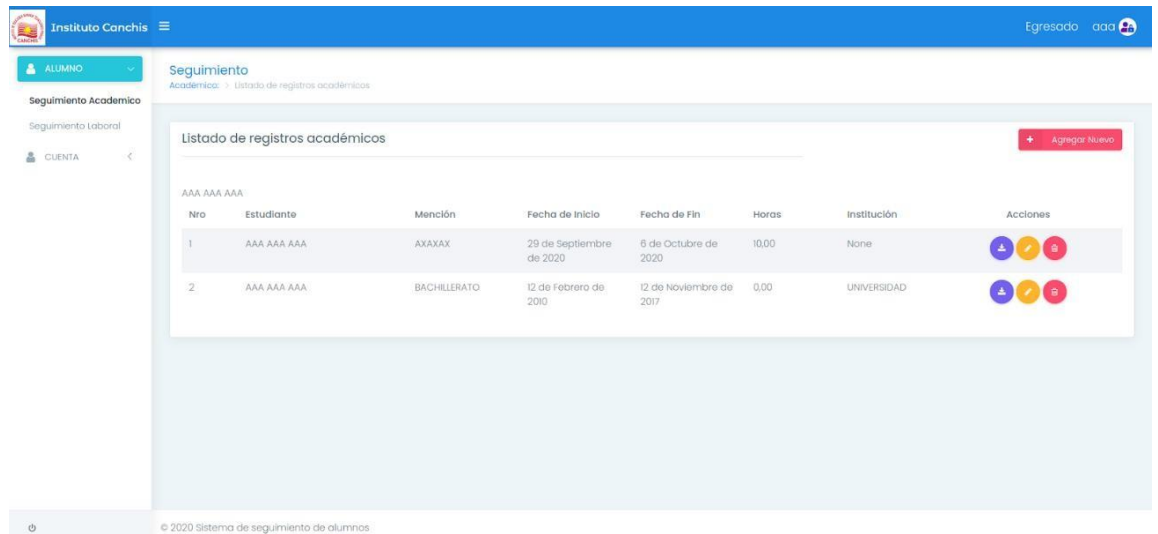 CANCHIS
Instituto Canchis
Egresado aaa
ALUMNO
Seguimiento Academico
Seguimiento Laboral
CUENTA
Seguimiento
Académico: > Listado de registros académicos
Listado de registros académicos
+ Agregar Nuevo
AAA AAA AAA
Nro Estudiante Mención Fecha de Inicio Fecha de Fin Horas Institución Acciones
1 AAA AAA AAA AXAXAX 29 de Septiembre de 2020 6 de Octubre de 2020 10,00 None
2 AAA AAA AAA BACHILLERATO 12 de Febrero de 2010 12 de Noviembre de 2017 0,00 UNIVERSIDAD
© 2020 Sistema de seguimiento de alumnos